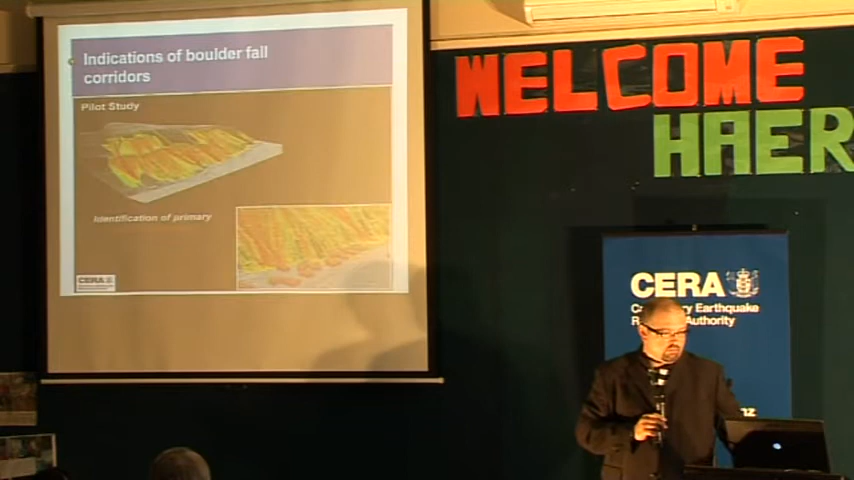 Indications of boulder fall
corridors
Pilot Study
Identification of primary
CERA
WELCOME
HAER
CERA
Earthquake
Authority